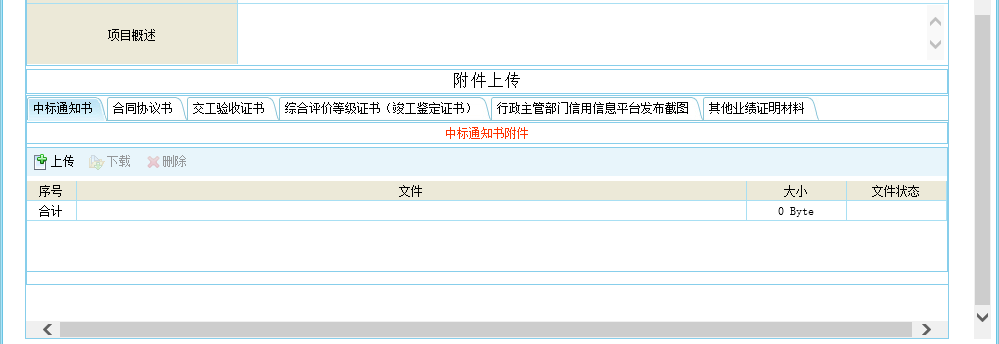 项目概述
附件上传
中标通知书 合同协议书 交工验收证书 综合评价等级证书（竣工鉴定证书） 行政主管部门信用信息平台发布截图 其他业绩证明材料
中标通知书附件
上传 下载 删除
序号 文件 大小 文件状态
合计 0 Byte